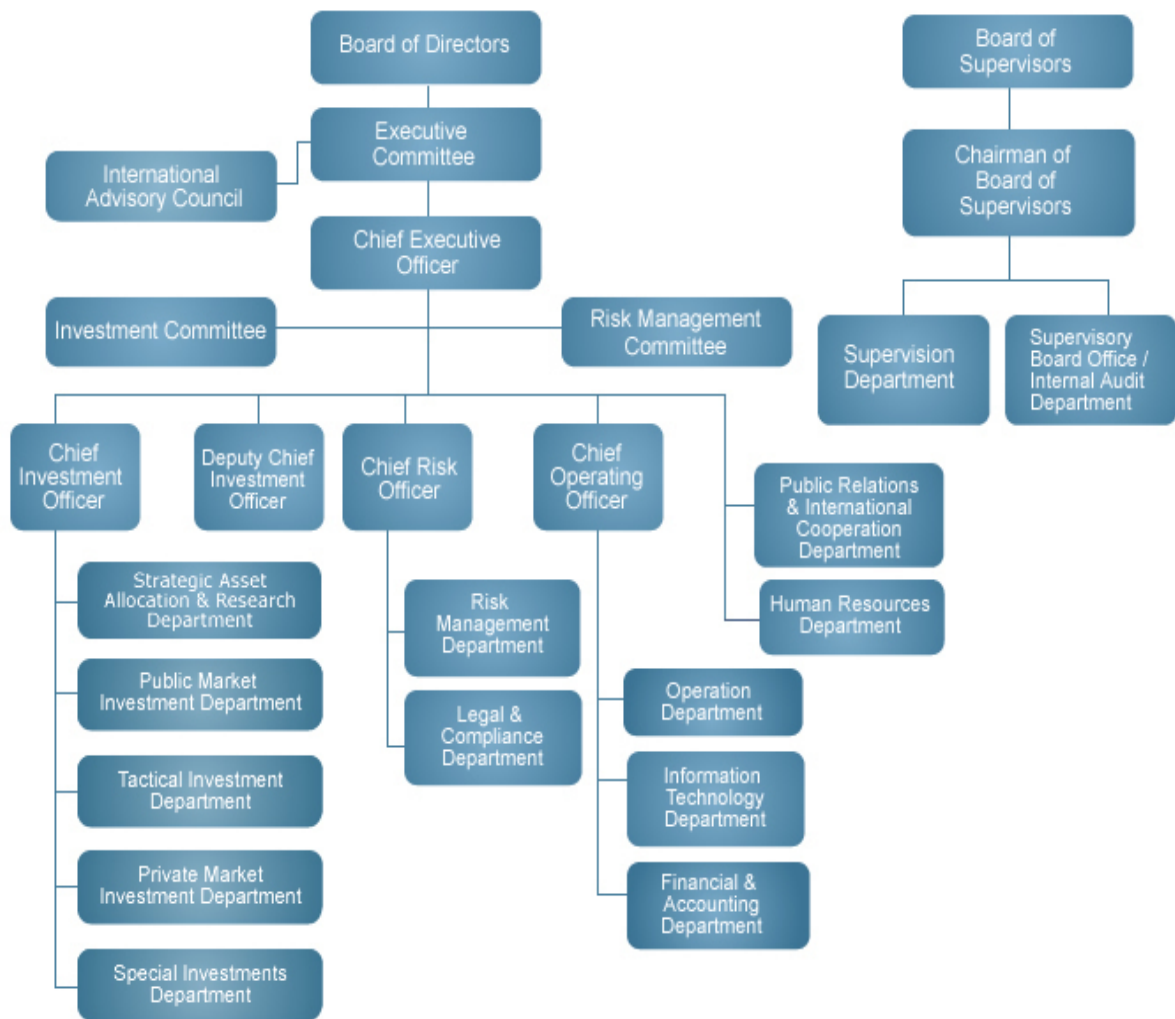 Board of Directors
Executive
Committee
International
Advisory Council
Chief Executive
Officer
Investment Committee
Risk Management
Committee
Board of
Supervisors
Chairman of
Board of
Supervisors
Supervision
Department
Supervisory
Board Office /
Internal Audit
Department
Chief
Investment
Officer
Deputy Chief
Investment
Officer
Chief Risk
Officer
Chief
Operating
Officer
Public Relations
& International
Cooperation
Department
Human Resources
Department
Strategic Asset
Allocation & Research
Department
Public Market
Investment Department
Tactical Investment
Department
Private Market
Investment Department
Special Investments
Department
Risk
Management
Department
Legal &
Compliance
Department
Operation
Department
Information
Technology
Department
Financial &
Accounting
Department